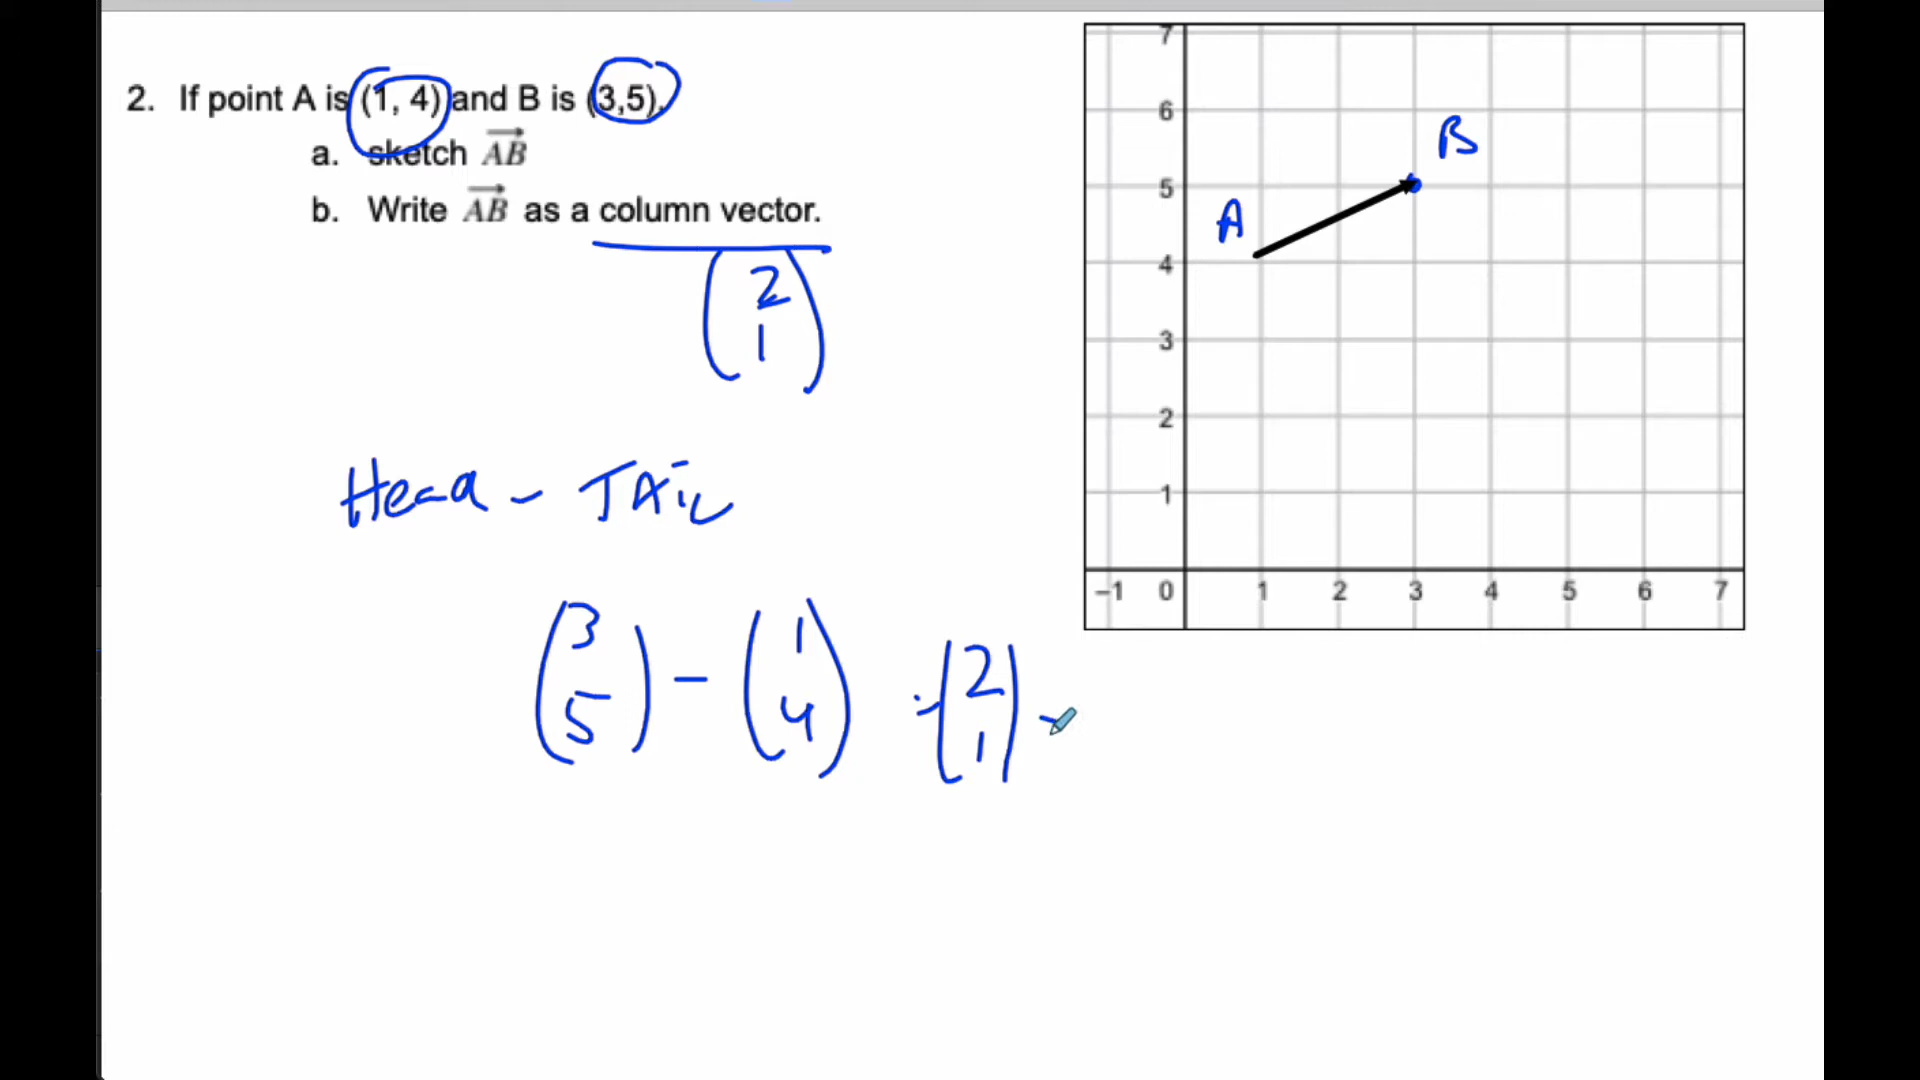 2. If point A is (1, 4) and B is (3,5),
a. sketch AB
b. Write AB as a column vector.
2
1
Head - TAiL
3 - 1 = 2 -
5 4 1
7
6
5
4
3
2
1
-1 0 1 2 3 4 5 6 7
A
B